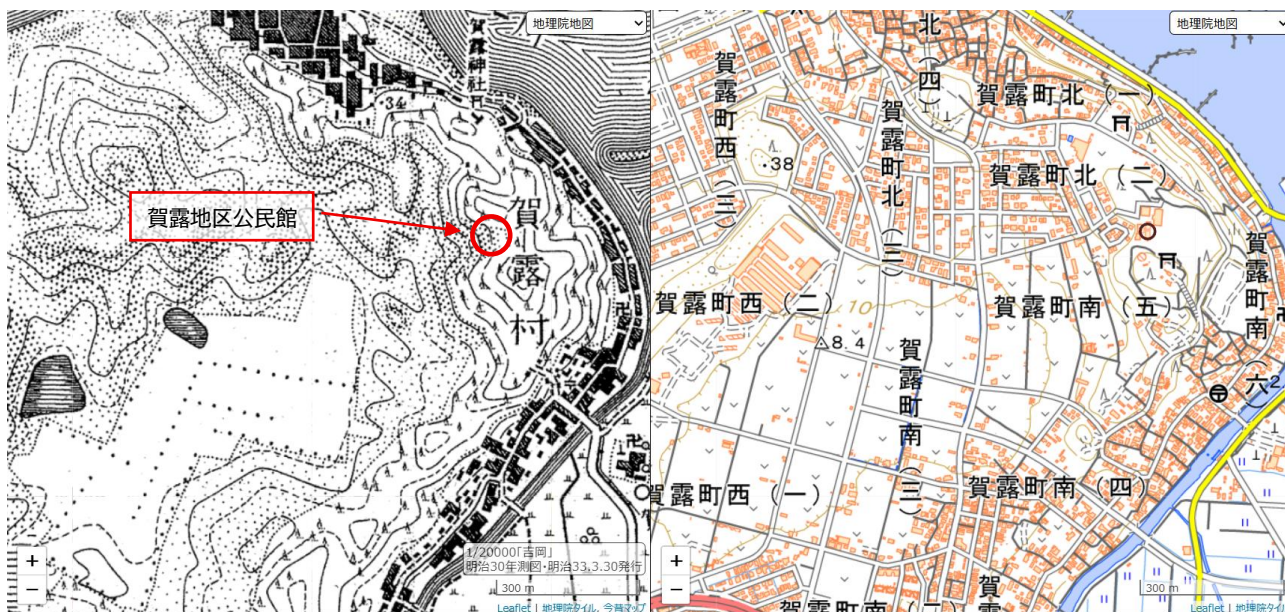 地理院地図
賀露神社
・34
賀露地区公民館
賀露村
1/20000「吉岡」
明治30年測図・明治33.3.30発行
300 m
Leaflet | 地理院タイル, 今昔マップ
+
−
地理院地図
北(四)
賀露町北(一)
賀露町西(三)
・38
賀露町北(三)
賀露町北(二)
賀露町南(六)
賀露町西(二)
10
賀露町南(五)
8.4
賀露町南(三)
2
賀露町西(一)
賀露町南(四)
賀露町南(二)
賀露
300 m
Leaflet | 地理院タイル
+
−